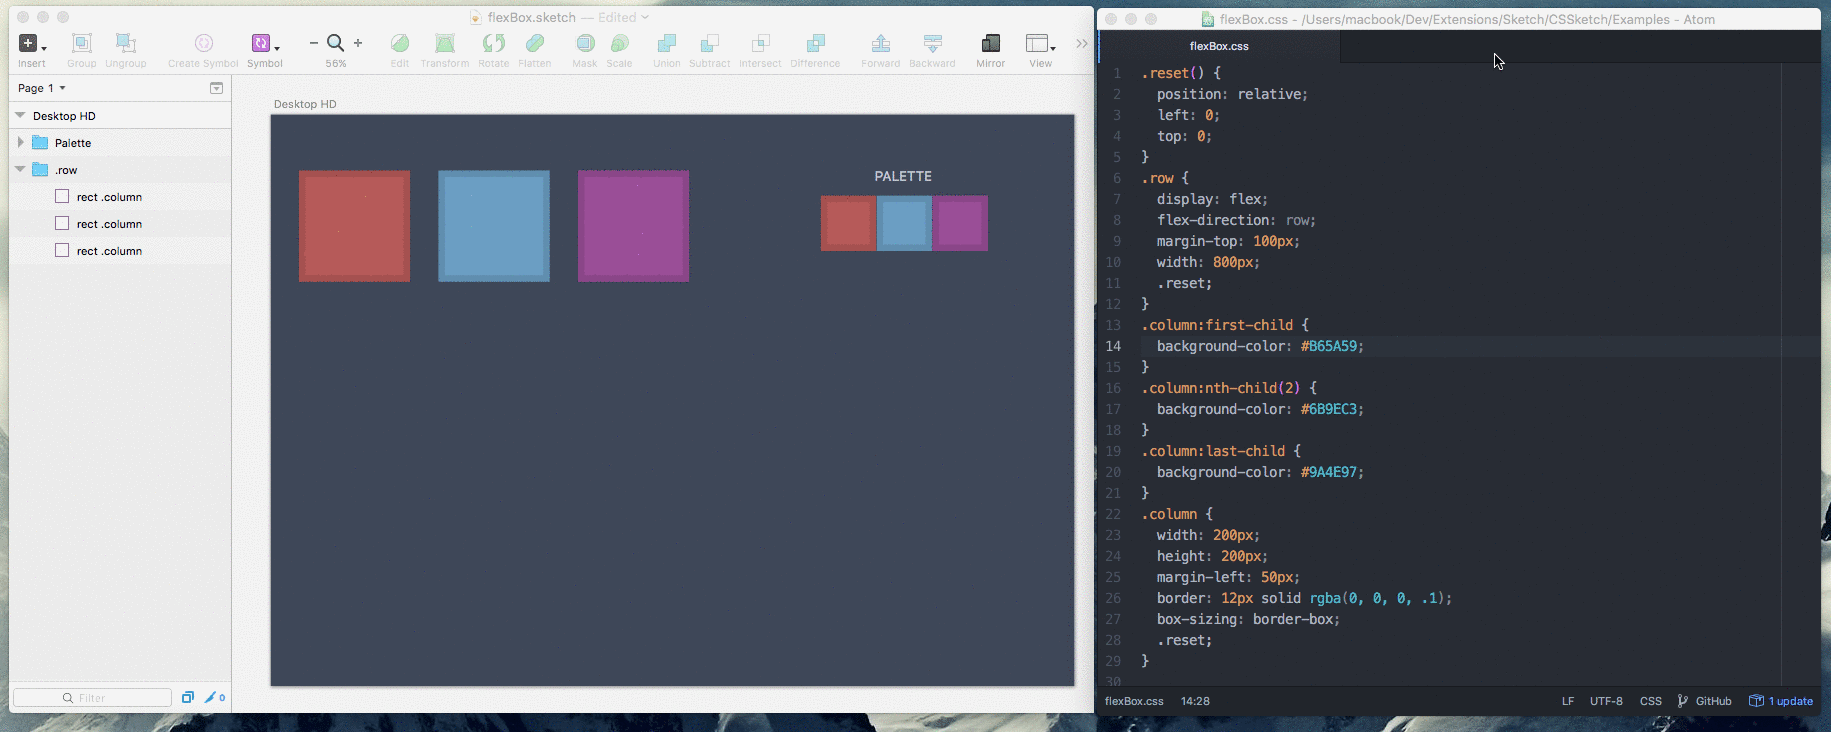 flexBox.sketch — Edited
Insert
Group
Ungroup
Create Symbol
Symbol
56%
Edit
Transform
Rotate
Flatten
Mask
Scale
Union
Subtract
Intersect
Difference
Forward
Backward
Mirror
View
Page 1
Desktop HD
Palette
.row
rect .column
rect .column
rect .column
Filter
0
Desktop HD
PALETTE
flexBox.css - /Users/macbook/Dev/Extensions/Sketch/CSSketch/Examples - Atom
flexBox.css
1 .reset() {
2 position: relative;
3 left: 0;
4 top: 0;
5 }
6 .row {
7 display: flex;
8 flex-direction: row;
9 margin-top: 100px;
10 width: 800px;
11 .reset;
12 }
13 .column:first-child {
14 background-color: #B65A59;
15 }
16 .column:nth-child(2) {
17 background-color: #6B9EC3;
18 }
19 .column:last-child {
20 background-color: #9A4E97;
21 }
22 .column {
23 width: 200px;
24 height: 200px;
25 margin-left: 50px;
26 border: 12px solid rgba(0, 0, 0, .1);
27 box-sizing: border-box;
28 .reset;
29 }
30
flexBox.css 14:28 LF UTF-8 CSS GitHub 1 update